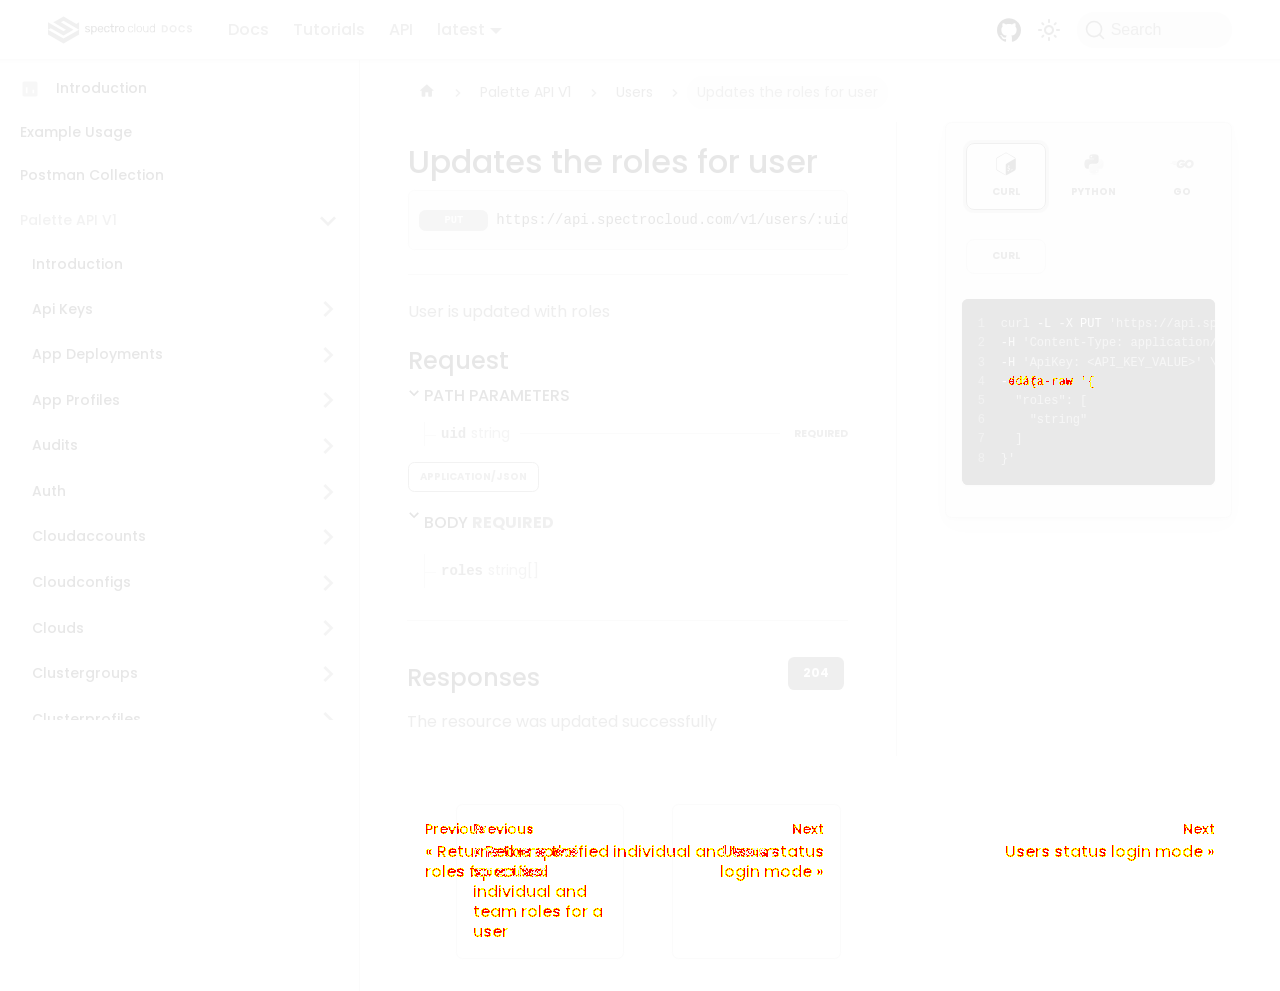 spectro cloud DOCS
Docs
Tutorials
API
latest
Search
Introduction
Example Usage
Postman Collection
Palette API V1
Introduction
Api Keys
App Deployments
App Profiles
Audits
Auth
Cloudaccounts
Cloudconfigs
Clouds
Clustergroups
Clusterprofiles
Palette API V1
Users
Updates the roles for user
Updates the roles for user
PUT
https://api.spectrocloud.com/v1/users/:uid
User is updated with roles
Request
PATH PARAMETERS
uid string
REQUIRED
APPLICATION/JSON
BODY REQUIRED
roles string[]
Responses
204
The resource was updated successfully
CURL
PYTHON
GO
CURL
1 curl -L -X PUT 'https://api.sp
2 -H 'Content-Type: application/
3 -H 'ApiKey: <API_KEY_VALUE>' \
4 data-raw '{
5 "roles": [
6 "string"
7 ]
8 }'
Previous
Previous
individual and
team roles for a
user
Next
status
login mode »
Next
Users status login mode »